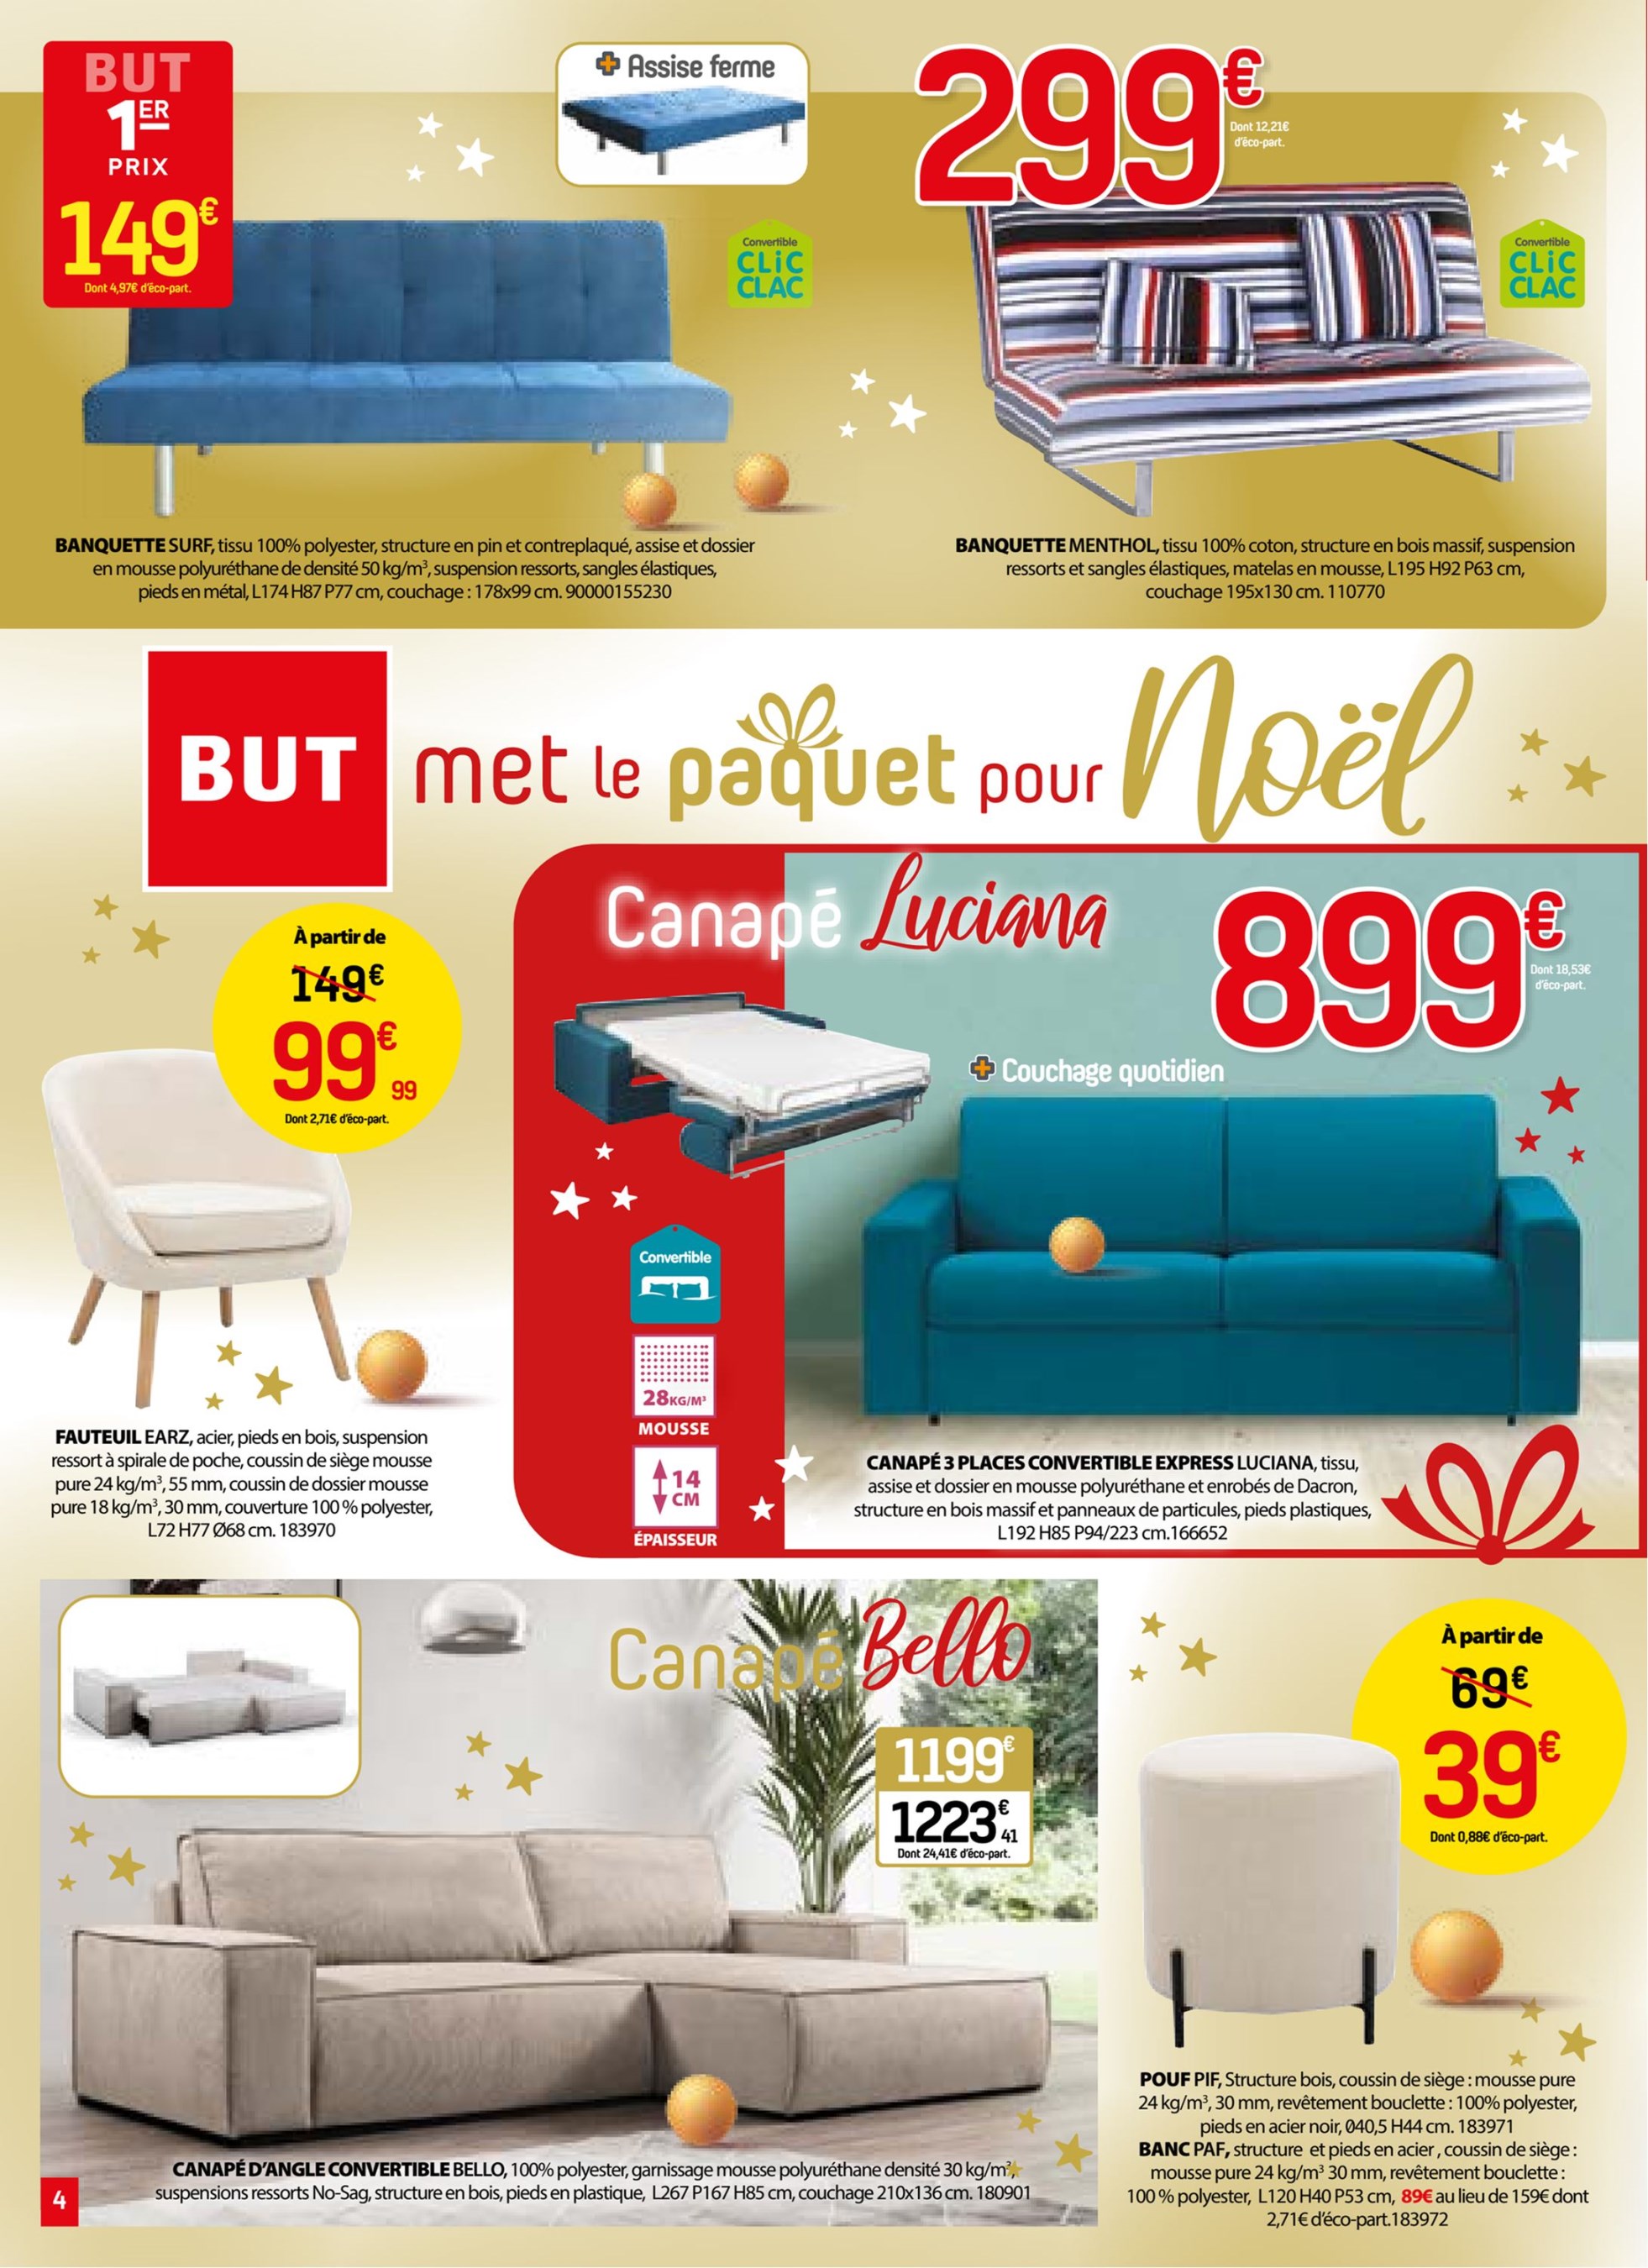 BUT
1ER
PRIX
149€
Dont 4,97€ d'éco-part.
Assise ferme
Convertible
CLiC
CLAC
299€
Dont 12,21€
d'éco-part.
Convertible
CLiC
CLAC
BANQUETTE SURF, tissu 100% polyester, structure en pin et contreplaqué, assise et dossier
en mousse polyuréthane de densité 50 kg/m³, suspension ressorts, sangles élastiques,
pieds en métal, L174 H87 P77 cm, couchage : 178x99 cm. 90000155230
BANQUETTE MENTHOL, tissu 100% coton, structure en bois massif, suspension
ressorts et sangles élastiques, matelas en mousse, L195 H92 P63 cm,
couchage 195x130 cm. 110770
BUT met le paquet pour Noël
À partir de
149€
99€99
Dont 2,71€ d'éco-part.
FAUTEUIL EARZ, acier, pieds en bois, suspension
ressort à spirale de poche, coussin de siège mousse
pure 24 kg/m³, 55 mm, coussin de dossier mousse
pure 18 kg/m³, 30 mm, couverture 100 % polyester,
L72 H77 Ø68 cm. 183970
Canapé Luciana
899€
Dont 18,53€
d'éco-part.
Couchage quotidien
Convertible
28KG/M³
MOUSSE
14
CM
ÉPAISSEUR
CANAPÉ 3 PLACES CONVERTIBLE EXPRESS LUCIANA, tissu,
assise et dossier en mousse polyuréthane et enrobés de Dacron,
structure en bois massif et panneaux de particules, pieds plastiques,
L192 H85 P94/223 cm.166652
Canapé Bello
1199€
1223€41
Dont 24,41€ d'éco-part.
CANAPÉ D'ANGLE CONVERTIBLE BELLO, 100% polyester, garnissage mousse polyuréthane densité 30 kg/m³,
suspensions ressorts No-Sag, structure en bois, pieds en plastique, L267 P167 H85 cm, couchage 210x136 cm. 180901
À partir de
69€
39€
Dont 0,88€ d'éco-part.
POUF PIF, Structure bois, coussin de siège : mousse pure
24 kg/m³, 30 mm, revêtement bouclette : 100% polyester,
pieds en acier noir, Ø40,5 H44 cm. 183971
BANC PAF, structure et pieds en acier , coussin de siège :
mousse pure 24 kg/m³ 30 mm, revêtement bouclette :
100 % polyester, L120 H40 P53 cm, 89€ au lieu de 159€ dont
2,71€ d'éco-part.183972
4